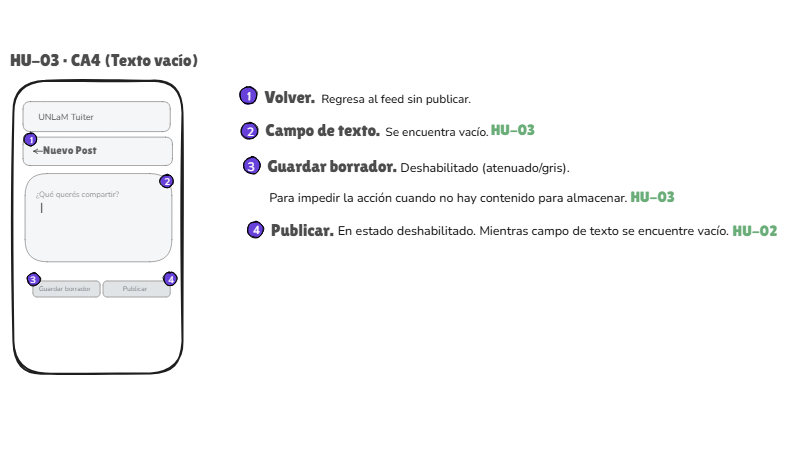 HU-03 · CA4 (Texto vacío)
UNLaM Tuiter
1
←Nuevo Post
2
¿Qué querés compartir?
3
4
Guardar borrador
Publicar
1 Volver. Regresa al feed sin publicar.
2 Campo de texto. Se encuentra vacío. HU-03
3 Guardar borrador. Deshabilitado (atenuado/gris).
Para impedir la acción cuando no hay contenido para almacenar. HU-03
4 Publicar. En estado deshabilitado. Mientras campo de texto se encuentre vacío. HU-02